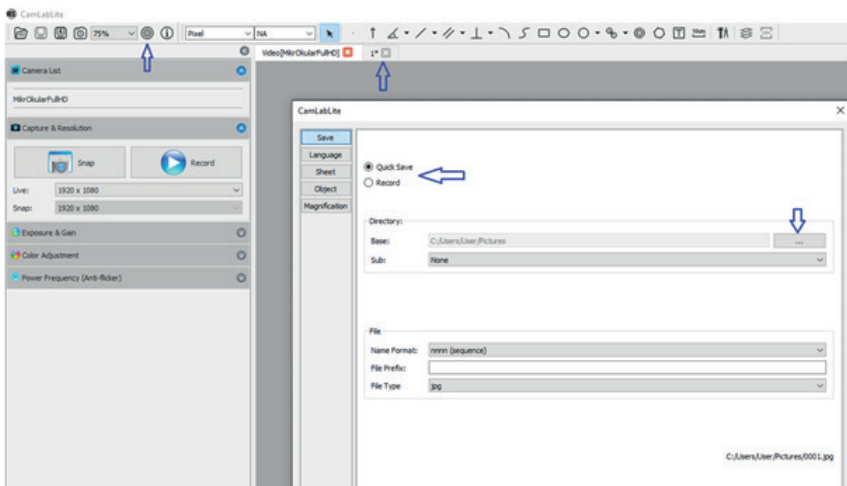 CamLabLite
75%
Pixel
NA
Video[MikrOkularFullHD]
1*
Camera List
MikrOkularFullHD
Capture & Resolution
Snap
Record
Live:
1920 x 1080
Snap:
1920 x 1080
Exposure & Gain
Color Adjustment
Power Frequency (Anti-flicker)
CamLabLite
Save
Language
Sheet
Object
Magnification
Quick Save
Record
Directory:
Base:
C:/Users/User/Pictures
...
Sub:
None
File
Name Format:
nnnn (sequence)
File Prefix:
File Type
jpg
C:/Users/User/Pictures/0001.jpg